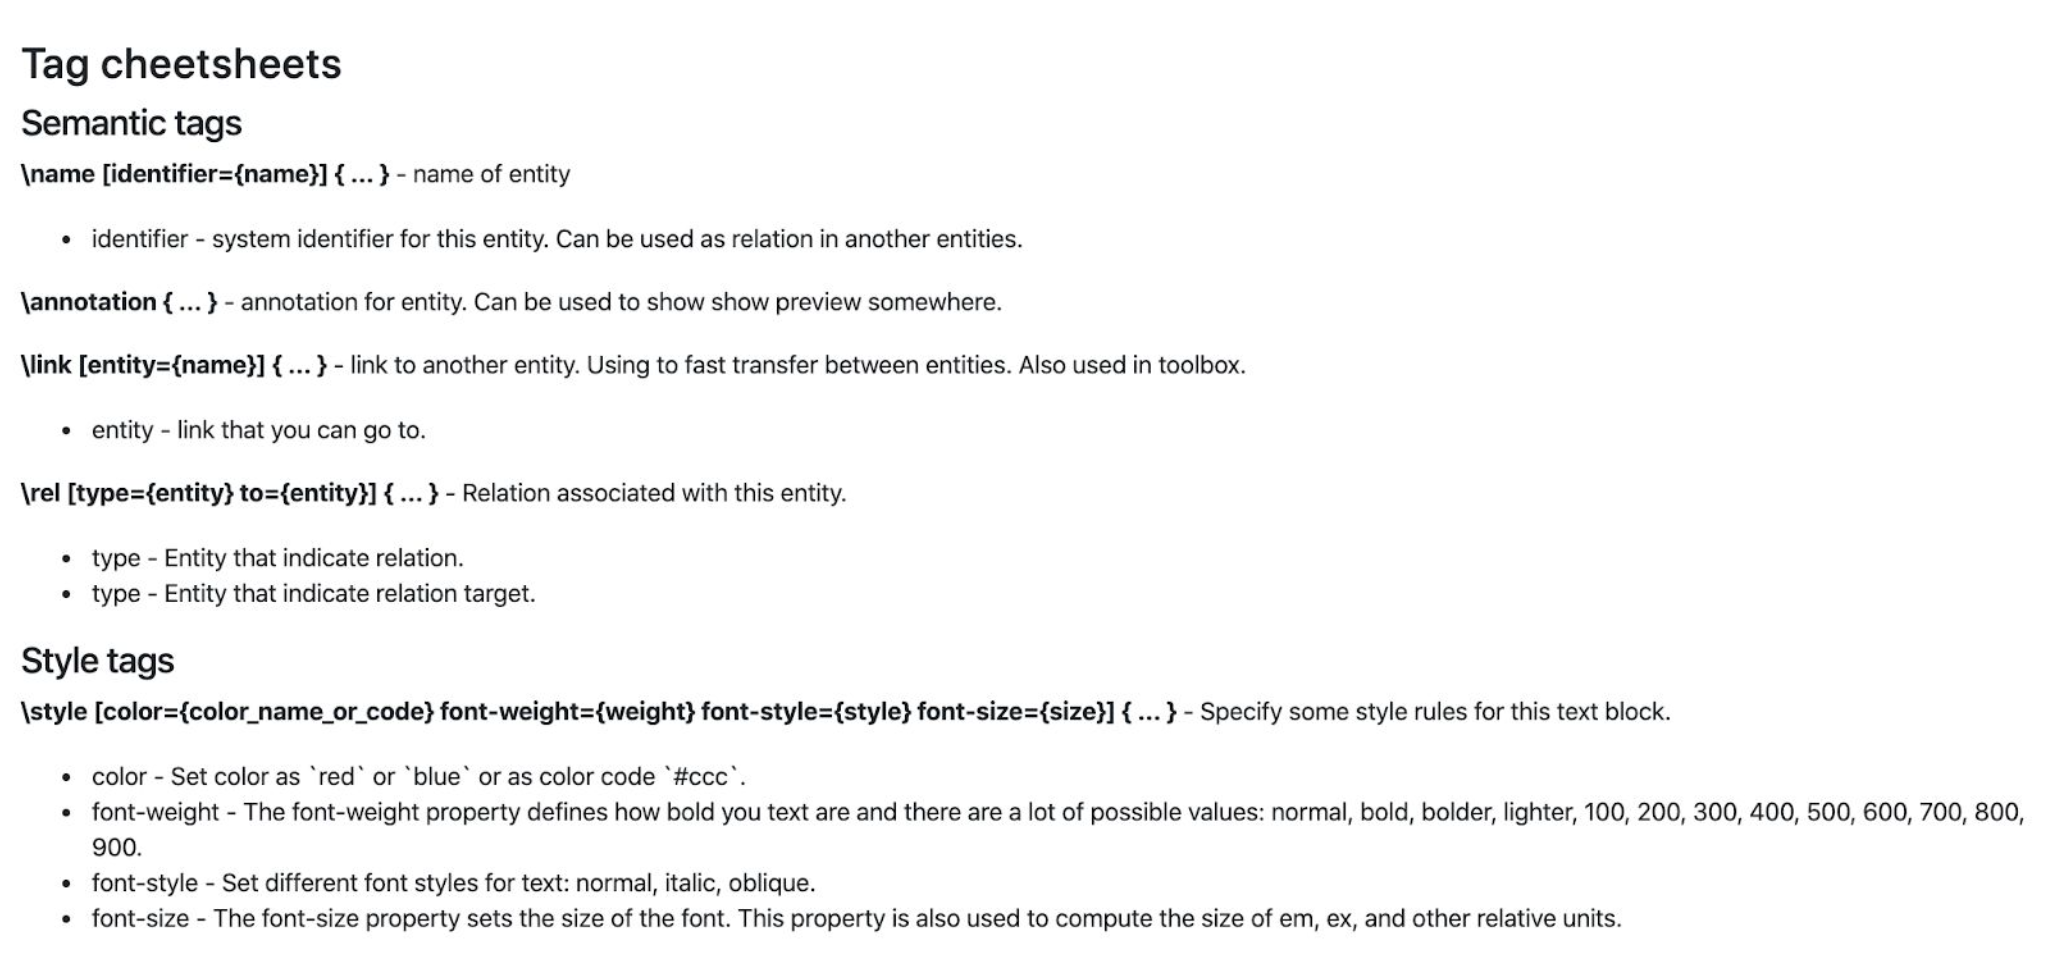 Tag cheetsheets
Semantic tags
\name [identifier={name}] { ... } - name of entity
• identifier - system identifier for this entity. Can be used as relation in another entities.
\annotation { ... } - annotation for entity. Can be used to show show preview somewhere.
\link [entity={name}] { ... } - link to another entity. Using to fast transfer between entities. Also used in toolbox.
• entity - link that you can go to.
\rel [type={entity} to={entity}] { ... } - Relation associated with this entity.
• type - Entity that indicate relation.
• type - Entity that indicate relation target.
Style tags
\style [color={color_name_or_code} font-weight={weight} font-style={style} font-size={size}] { ... } - Specify some style rules for this text block.
• color - Set color as `red` or `blue` or as color code `#ccc`.
• font-weight - The font-weight property defines how bold you text are and there are a lot of possible values: normal, bold, bolder, lighter, 100, 200, 300, 400, 500, 600, 700, 800,
900.
• font-style - Set different font styles for text: normal, italic, oblique.
• font-size - The font-size property sets the size of the font. This property is also used to compute the size of em, ex, and other relative units.